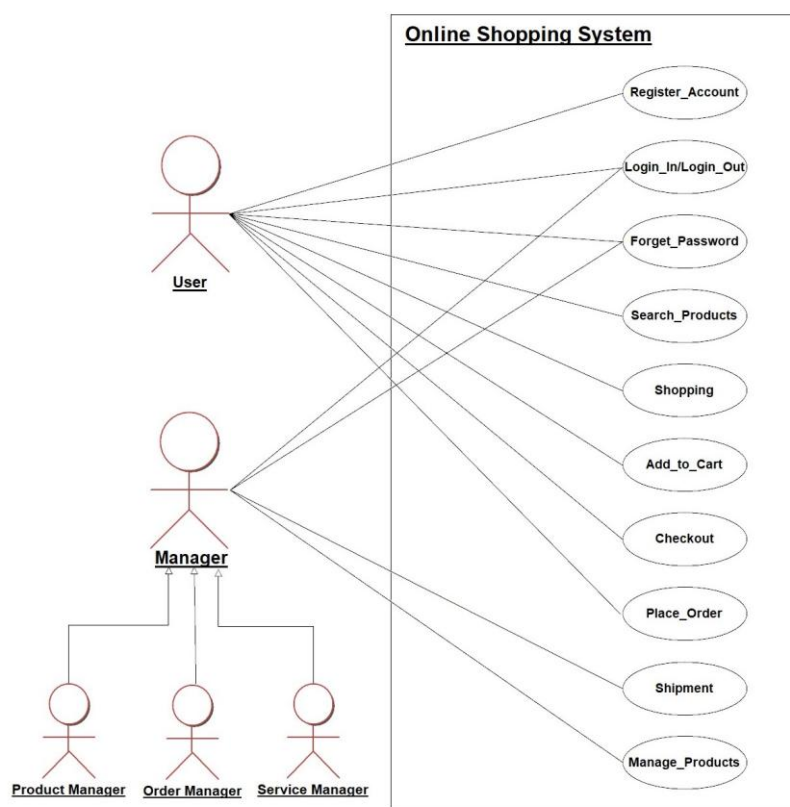 Online Shopping System
Register_Account
Login_In/Login_Out
Forget_Password
Search_Products
Shopping
Add_to_Cart
Checkout
Place_Order
Shipment
Manage_Products
User
Manager
Product Manager
Order Manager
Service Manager